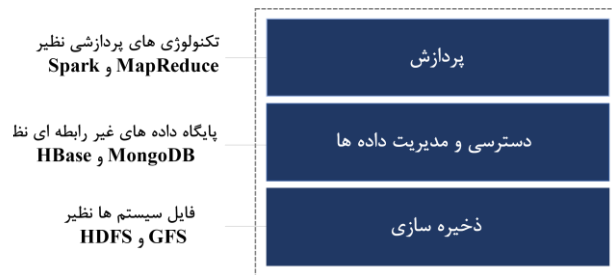 تکنولوژی های پردازشی نظیر
MapReduce و Spark
پردازش
پایگاه داده های غیر رابطه ای نظ
MongoDB و HBase
دسترسی و مدیریت داده ها
فایل سیستم ها نظیر
GFS و HDFS
ذخیره سازی